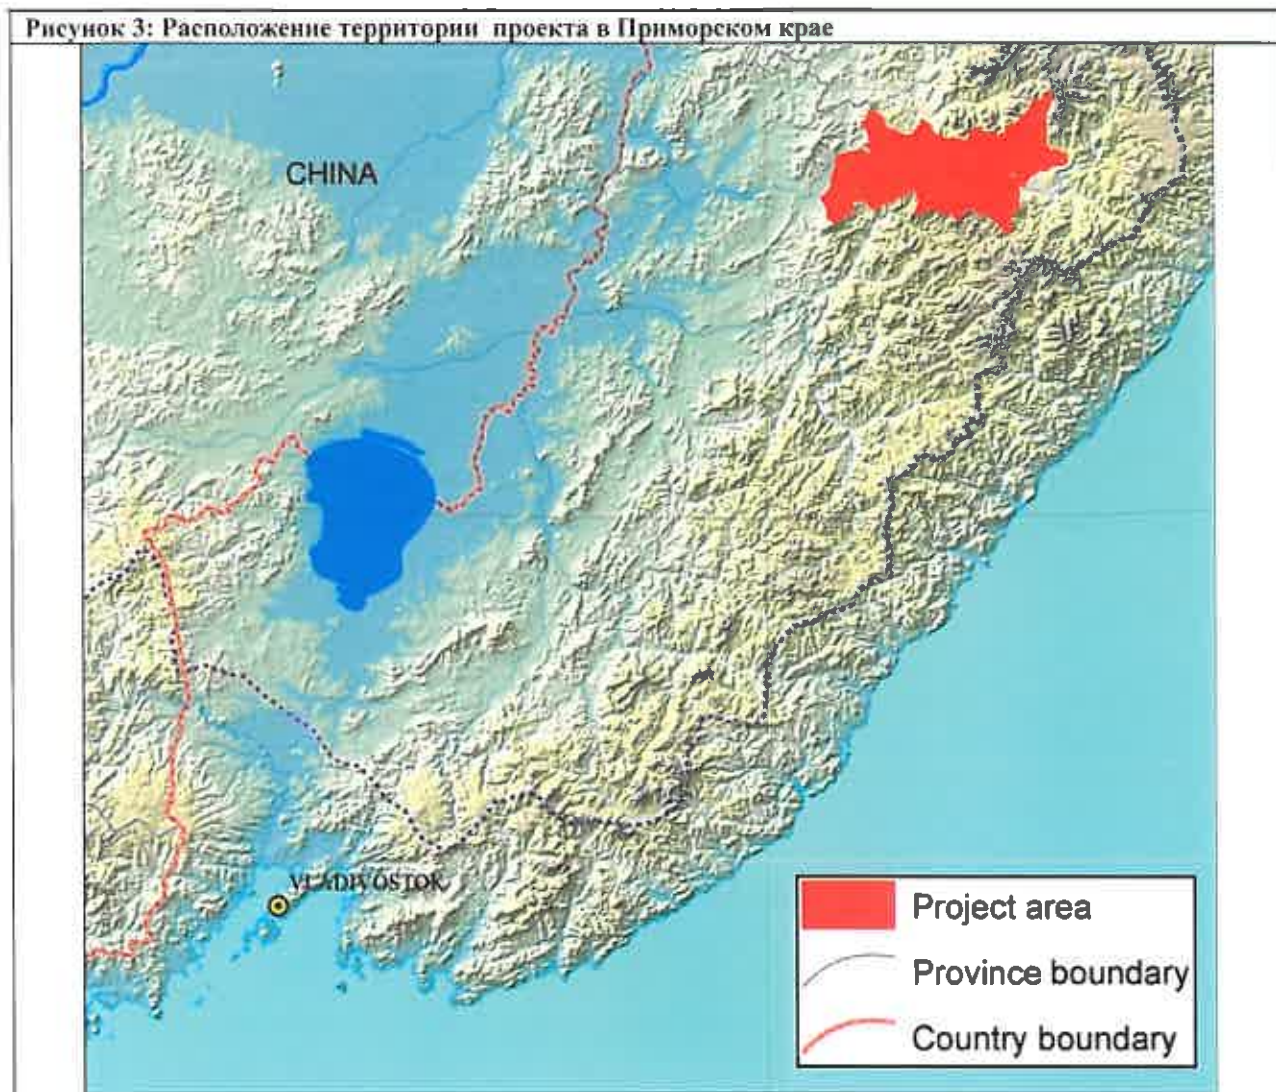 Рисунок 3: Расположение территории проекта в Приморском крае
CHINA
VLADIVOSTOK
Project area
Province boundary
Country boundary